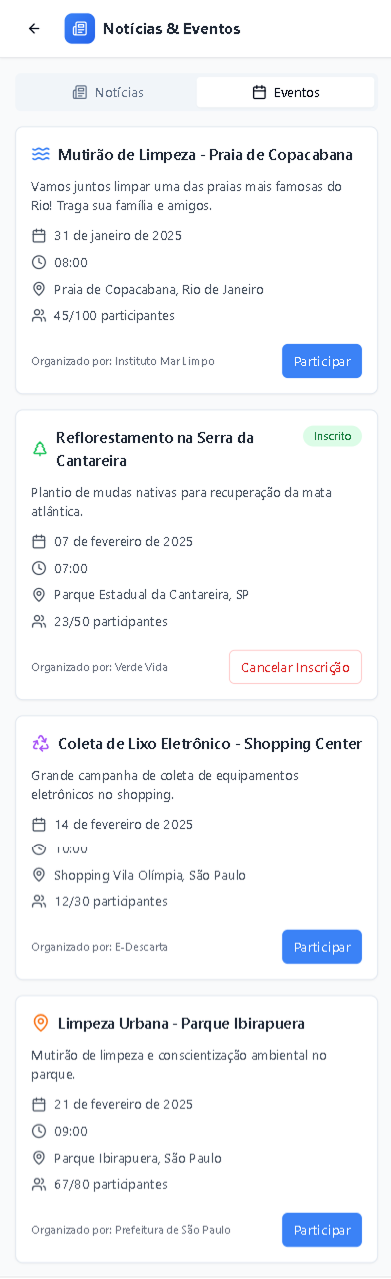 Notícias & Eventos
Notícias
Eventos
Mutirão de Limpeza - Praia de Copacabana
Vamos juntos limpar uma das praias mais famosas do
Rio! Traga sua família e amigos.
31 de janeiro de 2025
08:00
Praia de Copacabana, Rio de Janeiro
45/100 participantes
Organizado por: Instituto Mar Limpo
Participar
Reflorestamento na Serra da
Cantareira
Inscrito
Plantio de mudas nativas para recuperação da mata
atlântica.
07 de fevereiro de 2025
07:00
Parque Estadual da Cantareira, SP
23/50 participantes
Organizado por: Verde Vida
Cancelar Inscrição
Coleta de Lixo Eletrônico - Shopping Center
Grande campanha de coleta de equipamentos
eletrônicos no shopping.
14 de fevereiro de 2025
10:00
Shopping Vila Olímpia, São Paulo
12/30 participantes
Organizado por: E-Descarta
Participar
Limpeza Urbana - Parque Ibirapuera
Mutirão de limpeza e conscientização ambiental no
parque.
21 de fevereiro de 2025
09:00
Parque Ibirapuera, São Paulo
67/80 participantes
Organizado por: Prefeitura de São Paulo
Participar